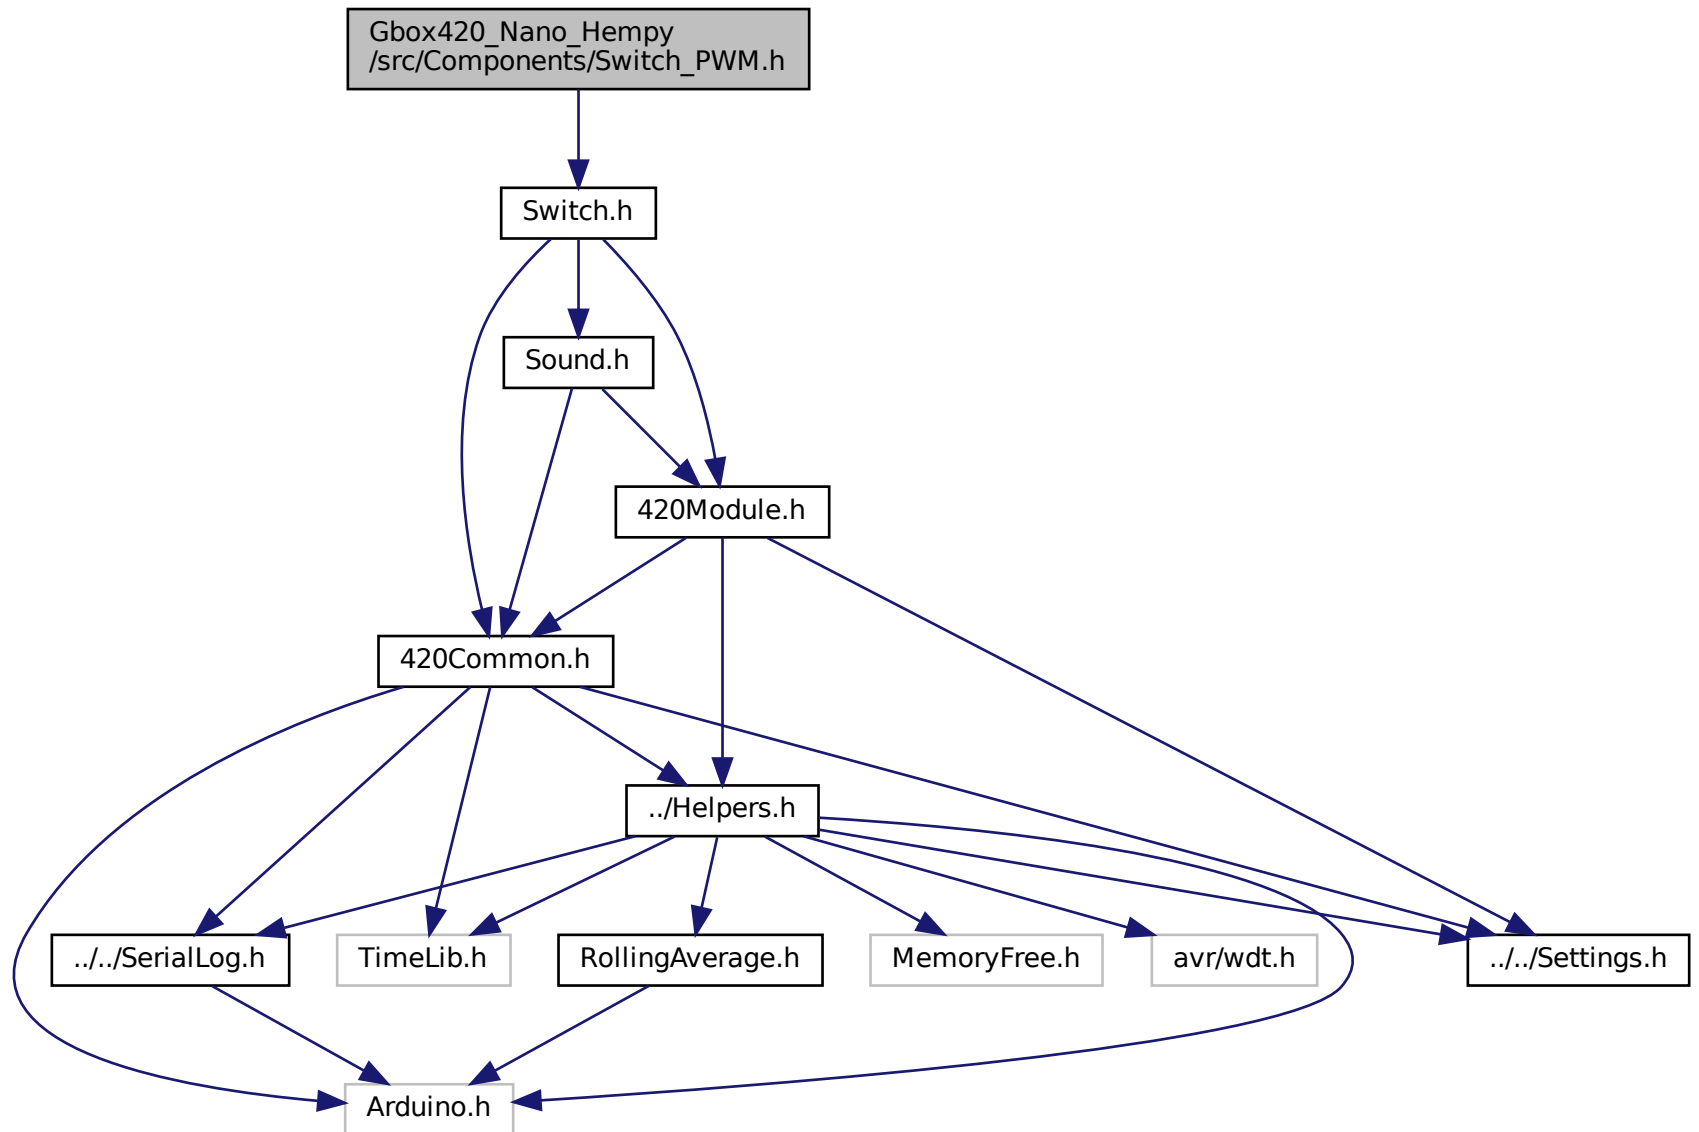 Gbox420_Nano_Hempy
/src/Components/Switch_PWM.h
Switch.h
Sound.h
420Module.h
420Common.h
../Helpers.h
../../SerialLog.h
TimeLib.h
RollingAverage.h
MemoryFree.h
avr/wdt.h
../../Settings.h
Arduino.h